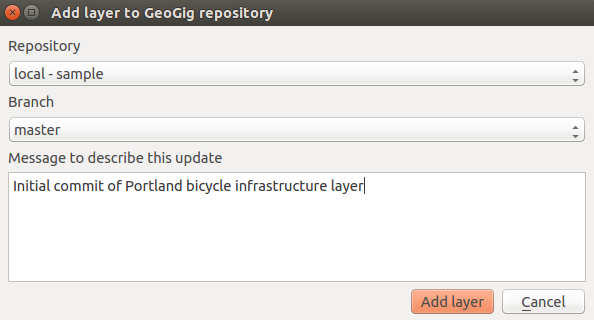 Add layer to GeoGig repository
Repository
local - sample
Branch
master
Message to describe this update
Initial commit of Portland bicycle infrastructure layer
Add layer Cancel